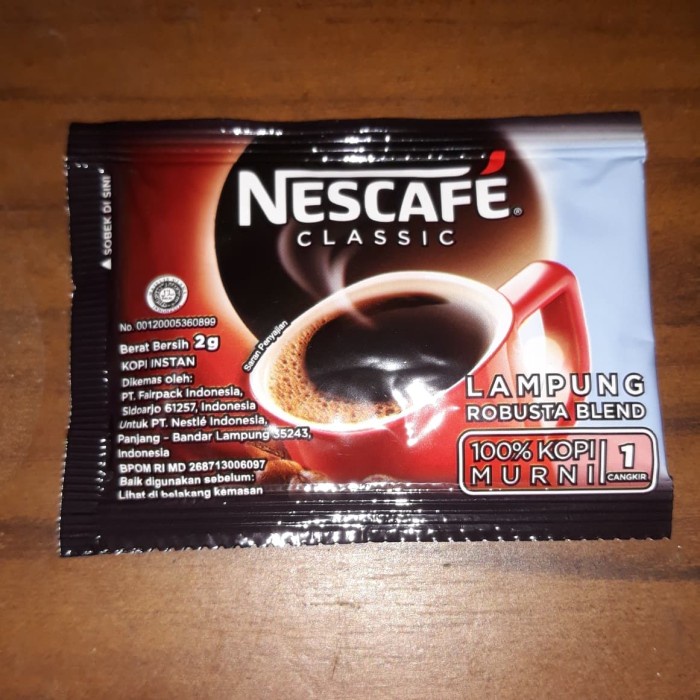 NESCAFÉ®
CLASSIC
▲ SOBEK DI SINI
No. 00120005360899
Berat Bersih 2g
KOPI INSTAN
Dikemas oleh:
PT. Fairpack Indonesia,
Sidoarjo 61257, Indonesia
Untuk PT. Nestlé Indonesia,
Panjang - Bandar Lampung 35243,
Indonesia
BPOM RI MD 268713006097
Baik digunakan sebelum:
Lihat di belakang kemasan
Saran Penyajian
LAMPUNG
ROBUSTA BLEND
100% KOPI
MURNI
1
CANGKIR